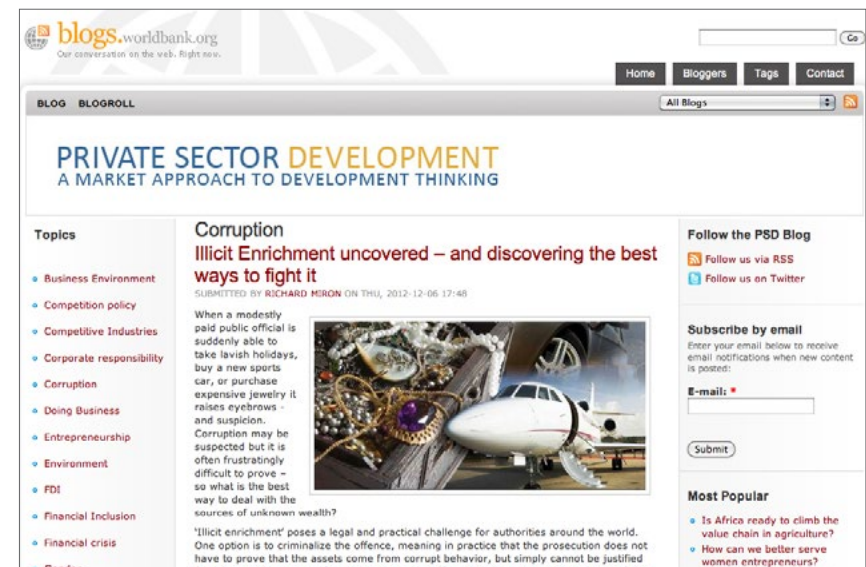 blogs.worldbank.org
Our conversation on the web. Right now.
Go
Home
Bloggers
Tags
Contact
BLOG BLOGROLL
All Blogs
PRIVATE SECTOR DEVELOPMENT
A MARKET APPROACH TO DEVELOPMENT THINKING
Topics
Business Environment
Competition policy
Competitive Industries
Corporate responsibility
Corruption
Doing Business
Entrepreneurship
Environment
FDI
Financial Inclusion
Financial crisis
Corruption
Illicit Enrichment uncovered – and discovering the best
ways to fight it
SUBMITTED BY RICHARD MIRON ON THU, 2012-12-06 17:48
When a modestly
paid public official is
suddenly able to
take lavish holidays,
buy a new sports
car, or purchase
expensive jewelry it
raises eyebrows -
and suspicion.
Corruption may be
suspected but it is
often frustratingly
difficult to prove –
so what is the best
way to deal with the
sources of unknown wealth?
'Illicit enrichment' poses a legal and practical challenge for authorities around the world.
One option is to criminalize the offence, meaning in practice that the prosecution does not
have to prove that the assets come from corrupt behavior, but simply cannot be justified
Follow the PSD Blog
Follow us via RSS
Follow us on Twitter
Subscribe by email
Enter your email below to receive
email notifications when new content
is posted:
E-mail: *
Submit
Most Popular
Is Africa ready to climb the
value chain in agriculture?
How can we better serve
women entrepreneurs?